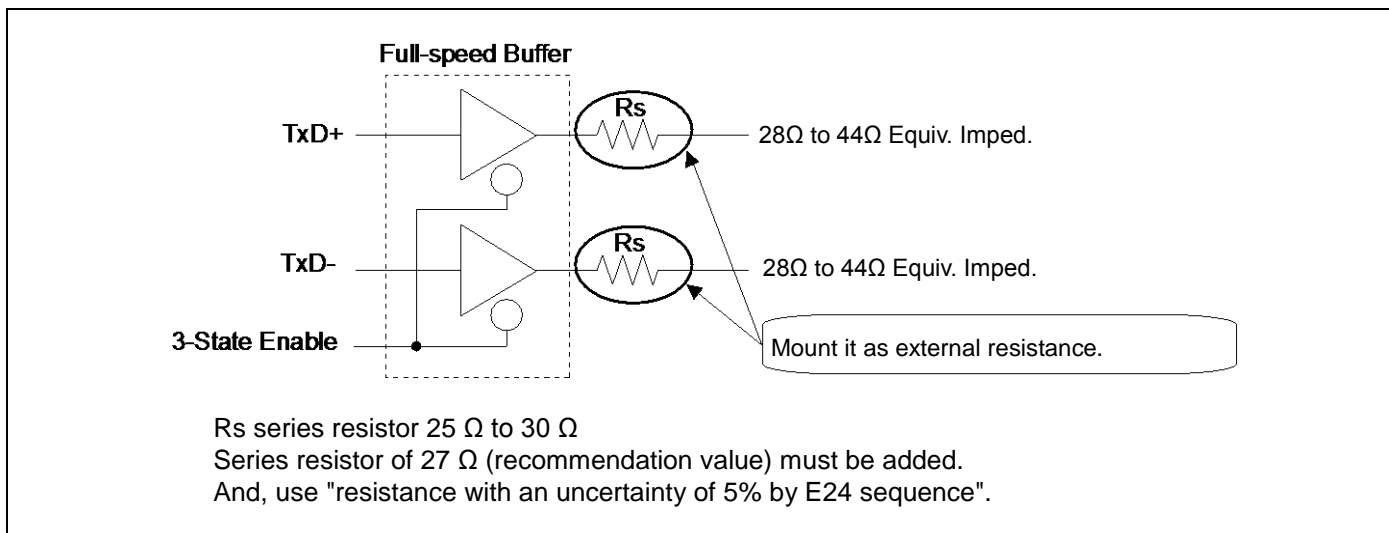 Full-speed Buffer
Rs
TxD+
28Ω to 44Ω Equiv. Imped.
Rs
TxD-
28Ω to 44Ω Equiv. Imped.
3-State Enable
Mount it as external resistance.
Rs series resistor 25 Ω to 30 Ω
Series resistor of 27 Ω (recommendation value) must be added.
And, use "resistance with an uncertainty of 5% by E24 sequence".